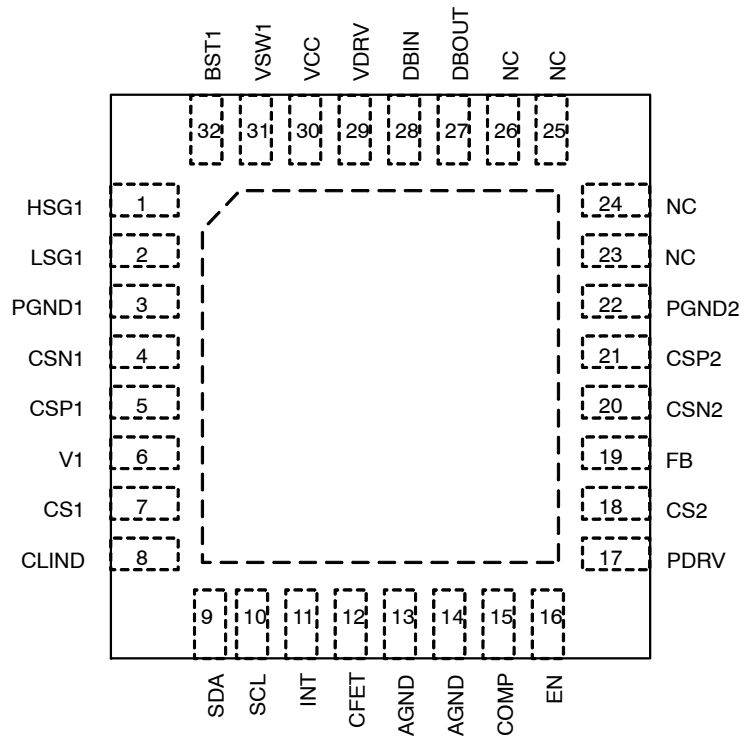 BST1 VSW1 VCC VDRV DBIN DBOUT NC NC
32 31 30 29 28 27 26 25
HSG1 1 24 NC
LSG1 2 23 NC
PGND1 3 22 PGND2
CSN1 4 21 CSP2
CSP1 5 20 CSN2
V1 6 19 FB
CS1 7 18 CS2
CLIND 8 17 PDRV
9 10 11 12 13 14 15 16
SDA SCL INT CFET AGND AGND COMP EN